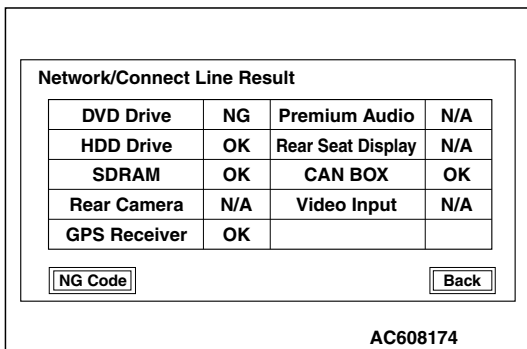 Network/Connect Line Result
DVD Drive NG Premium Audio N/A
HDD Drive OK Rear Seat Display N/A
SDRAM OK CAN BOX OK
Rear Camera N/A Video Input N/A
GPS Receiver OK
NG Code Back
AC608174